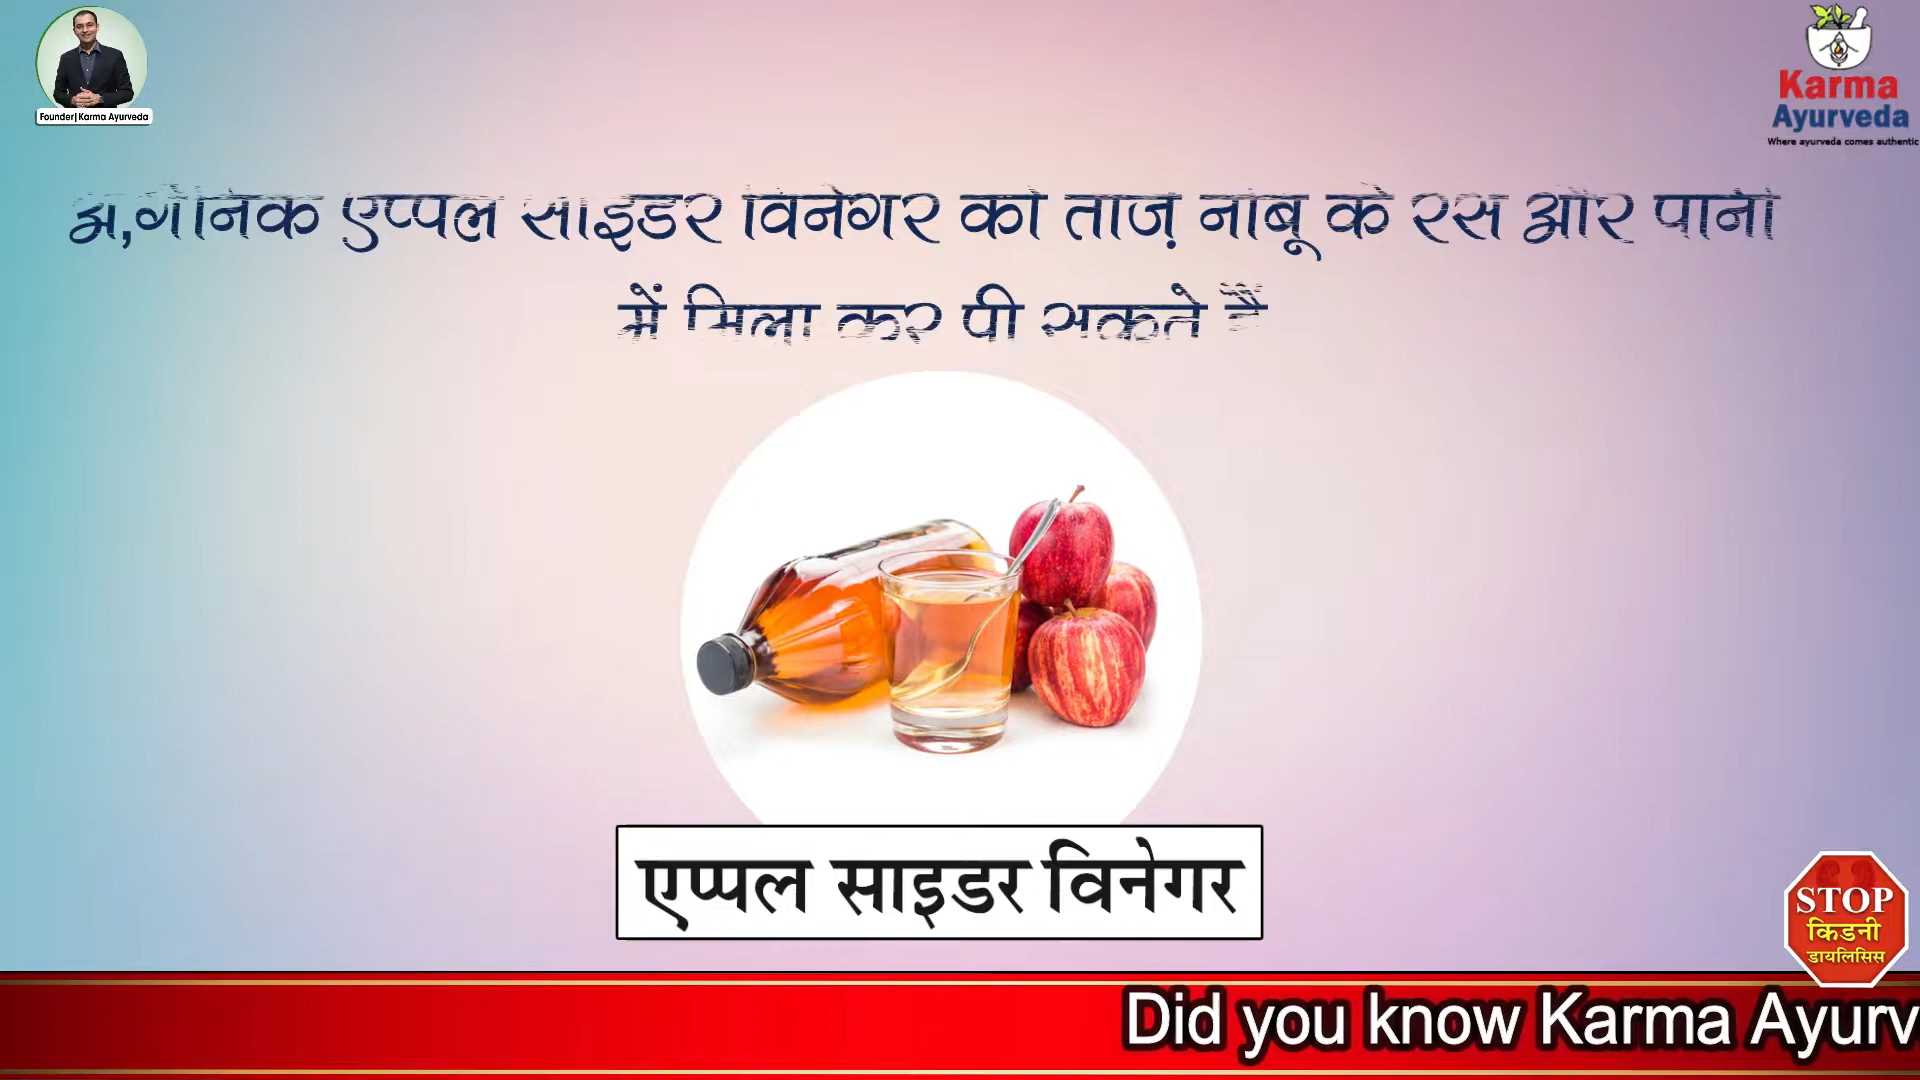 Founder|Karma Ayurveda
Karma
Ayurveda
Where ayurveda comes authentic
एप्पल साइडर विनेगर को ताज़े नींबू के रस और पानी
में मिला कर पी सकते हैं
एप्पल साइडर विनेगर
STOP
किडनी
डायलिसिस
Did you know Karma Ayurv